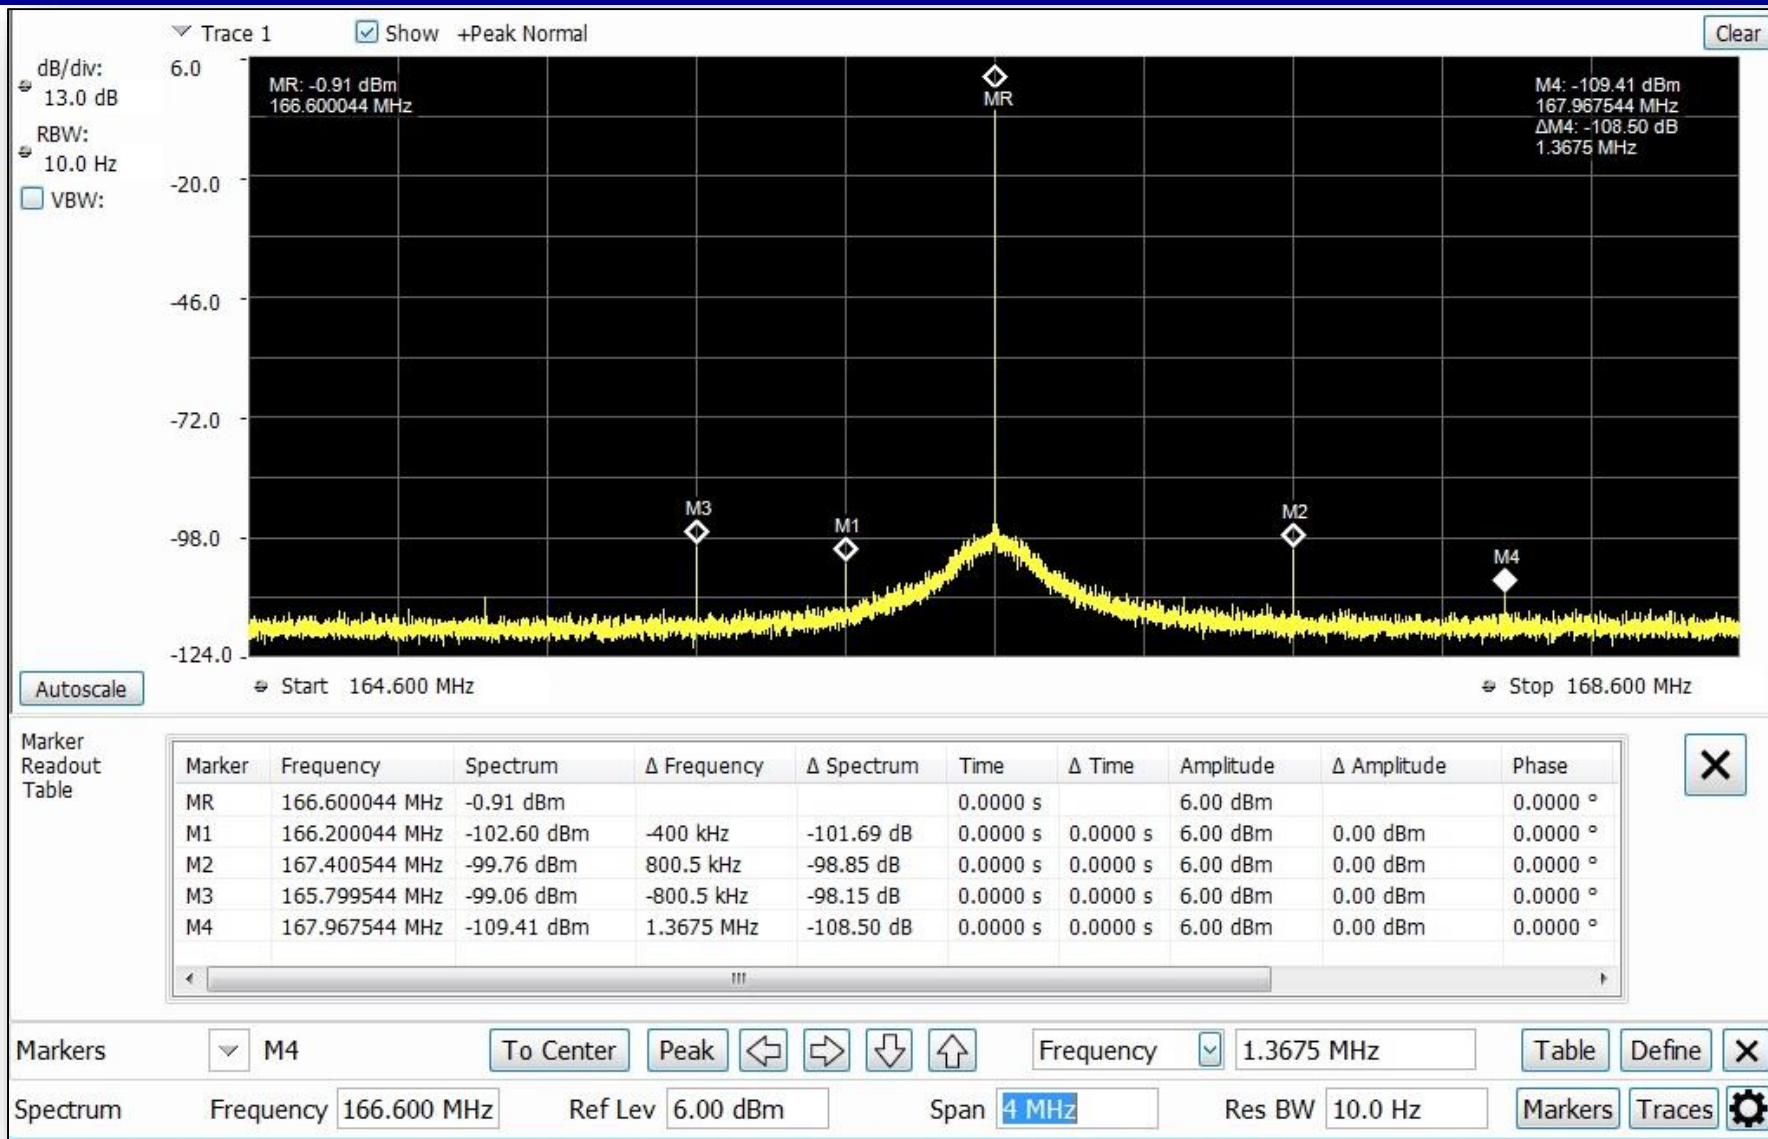 Trace 1 Show +Peak Normal Clear
dB/div:
13.0 dB
RBW:
10.0 Hz
VBW:
6.0
-20.0
-46.0
-72.0
-98.0
-124.0
MR: -0.91 dBm
166.600044 MHz
MR
M4: -109.41 dBm
167.967544 MHz
ΔM4: -108.50 dB
1.3675 MHz
M3
M1
M2
M4
Autoscale Start 164.600 MHz Stop 168.600 MHz
Marker
Readout
Table
Marker Frequency Spectrum Δ Frequency Δ Spectrum Time Δ Time Amplitude Δ Amplitude Phase
MR 166.600044 MHz -0.91 dBm 0.0000 s 6.00 dBm 0.0000 °
M1 166.200044 MHz -102.60 dBm -400 kHz -101.69 dB 0.0000 s 0.0000 s 6.00 dBm 0.00 dBm 0.0000 °
M2 167.400544 MHz -99.76 dBm 800.5 kHz -98.85 dB 0.0000 s 0.0000 s 6.00 dBm 0.00 dBm 0.0000 °
M3 165.799544 MHz -99.06 dBm -800.5 kHz -98.15 dB 0.0000 s 0.0000 s 6.00 dBm 0.00 dBm 0.0000 °
M4 167.967544 MHz -109.41 dBm 1.3675 MHz -108.50 dB 0.0000 s 0.0000 s 6.00 dBm 0.00 dBm 0.0000 °
Markers M4 To Center Peak Frequency 1.3675 MHz Table Define
Spectrum Frequency 166.600 MHz Ref Lev 6.00 dBm Span 4 MHz Res BW 10.0 Hz Markers Traces